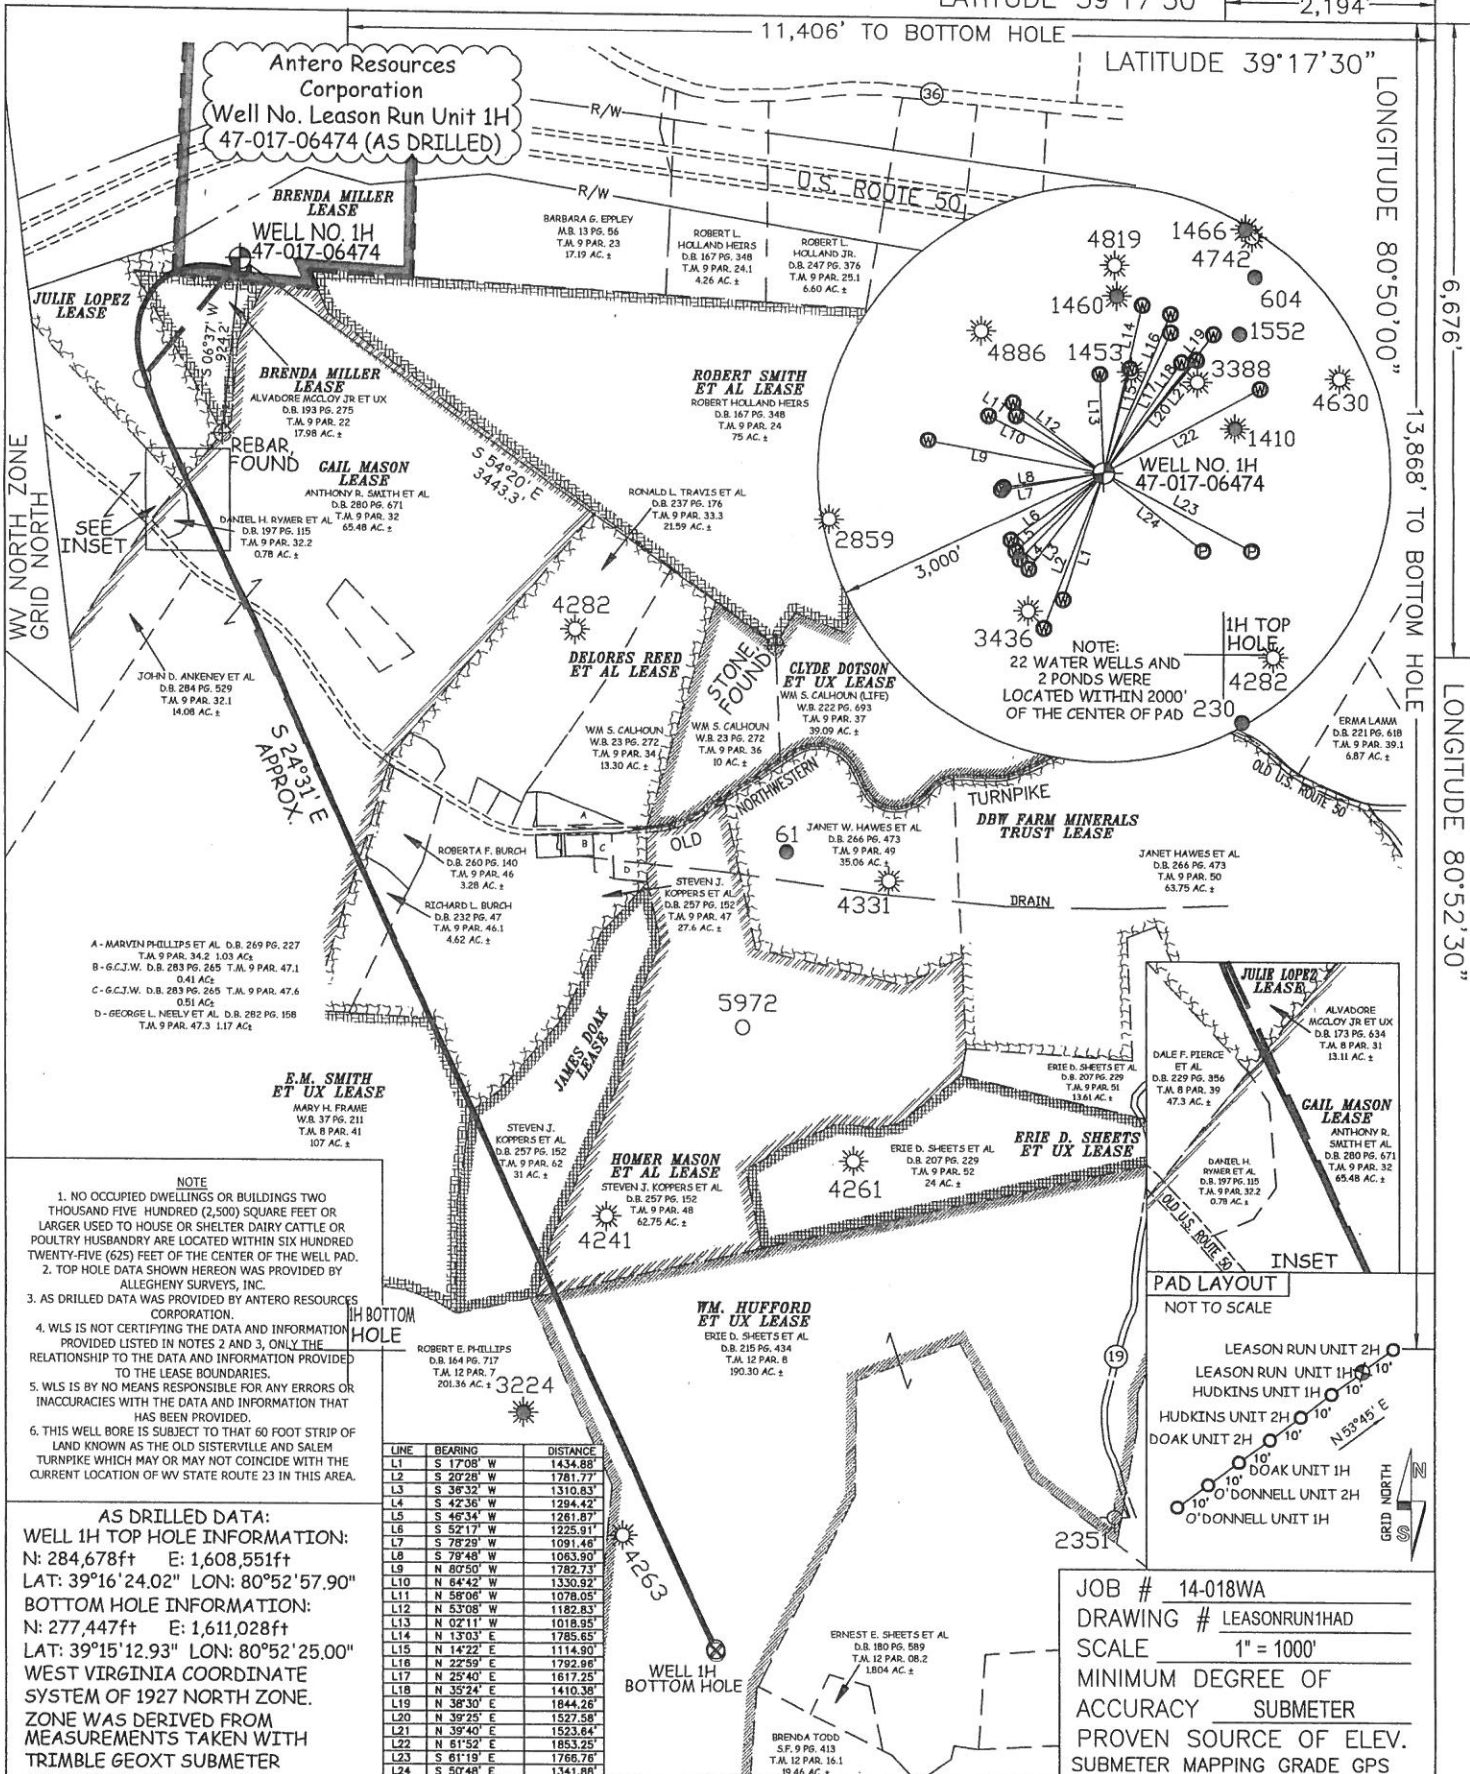 LATITUDE 39°17'30"
2,194'
11,406' TO BOTTOM HOLE
LATITUDE 39°17'30"
LONGITUDE 80°50'00"
6,676'
13,868' TO BOTTOM HOLE
LONGITUDE 80°52'30"
Antero Resources
Corporation
Well No. Leason Run Unit 1H
47-017-06474 (AS DRILLED)
R/W
36
R/W
U.S. ROUTE 50
WV NORTH ZONE
GRID NORTH
BRENDA MILLER
LEASE
WELL NO. 1H
47-017-06474
BARBARA G. EPPLEY
M.B. 13 PG. 56
T.M. 9 PAR. 23
17.19 AC. ±
ROBERT L.
HOLLAND HEIRS
D.B. 167 PG. 348
T.M. 9 PAR. 24.1
4.26 AC. ±
ROBERT L.
HOLLAND JR.
D.B. 247 PG. 376
T.M. 9 PAR. 25.1
6.60 AC. ±
JULIE LOPEZ
LEASE
S 06°37' W
924.2'
BRENDA MILLER
LEASE
ALVADORE MCCLOY JR ET UX
D.B. 193 PG. 275
T.M. 9 PAR. 22
17.98 AC. ±
ROBERT SMITH
ET AL LEASE
ROBERT HOLLAND HEIRS
D.B. 167 PG. 348
T.M. 9 PAR. 24
75 AC. ±
REBAR,
FOUND
S 54°20' E
3443.3'
GAIL MASON
LEASE
ANTHONY R. SMITH ET AL
D.B. 280 PG. 671
T.M. 9 PAR. 32
65.48 AC. ±
SEE
INSET
DANIEL H. RYMER ET AL
D.B. 197 PG. 115
T.M. 9 PAR. 32.2
0.78 AC. ±
RONALD L. TRAVIS ET AL
D.B. 237 PG. 176
T.M. 9 PAR. 33.3
21.59 AC. ±
1466
4742
4819
604
1460
1552
4886
1453
3388
4630
1410
2859
3436
4282
230
L14
L16
L19
L15
L17
L18
L20
L21
L13
L11
L12
L10
L9
L8
L7
L6
L5
L4
L3
L2
L1
L22
L23
L24
WELL NO. 1H
47-017-06474
3,000'
NOTE:
22 WATER WELLS AND
2 PONDS WERE
LOCATED WITHIN 2000'
OF THE CENTER OF PAD
1H TOP
HOLE
4282
DELORES REED
ET AL LEASE
STONE,
FOUND
CLYDE DOTSON
ET UX LEASE
WM S. CALHOUN (LIFE)
W.B. 222 PG. 693
T.M. 9 PAR. 37
39.09 AC. ±
JOHN D. ANKENEY ET AL
D.B. 284 PG. 529
T.M. 9 PAR. 32.1
14.08 AC. ±
S 24°31' E
APPROX.
WM S. CALHOUN
W.B. 23 PG. 272
T.M. 9 PAR. 34
13.30 AC. ±
WM S. CALHOUN
W.B. 23 PG. 272
T.M. 9 PAR. 36
10 AC. ±
ERMA LAMM
D.B. 221 PG. 618
T.M. 9 PAR. 39.1
6.87 AC. ±
OLD U.S. ROUTE 50
OLD
NORTHWESTERN
TURNPIKE
A
B
C
D
61
JANET W. HAWES ET AL
D.B. 266 PG. 473
T.M. 9 PAR. 49
35.06 AC. ±
4331
DBW FARM MINERALS
TRUST LEASE
JANET HAWES ET AL
D.B. 266 PG. 473
T.M. 9 PAR. 50
63.75 AC. ±
DRAIN
ROBERTA F. BURCH
D.B. 260 PG. 140
T.M. 9 PAR. 46
3.28 AC. ±
RICHARD L. BURCH
D.B. 232 PG. 47
T.M. 9 PAR. 46.1
4.62 AC. ±
STEVEN J.
KOPPERS ET AL
D.B. 257 PG. 152
T.M. 9 PAR. 47
27.6 AC. ±
A - MARVIN PHILLIPS ET AL D.B. 269 PG. 227
T.M. 9 PAR. 34.2 1.03 AC±
B - G.C.J.W. D.B. 283 PG. 265 T.M. 9 PAR. 47.1
0.41 AC±
C - G.C.J.W. D.B. 283 PG. 265 T.M. 9 PAR. 47.6
0.51 AC±
D - GEORGE L. NEELY ET AL D.B. 282 PG. 158
T.M. 9 PAR. 47.3 1.17 AC±
5972
JAMES DOAK
LEASE
E.M. SMITH
ET UX LEASE
MARY H. FRAME
W.B. 37 PG. 211
T.M. 8 PAR. 41
107 AC. ±
STEVEN J.
KOPPERS ET AL
D.B. 257 PG. 152
T.M. 9 PAR. 62
31 AC. ±
HOMER MASON
ET AL LEASE
STEVEN J. KOPPERS ET AL
D.B. 257 PG. 152
T.M. 9 PAR. 48
62.75 AC. ±
4241
4261
ERIE D. SHEETS ET AL
D.B. 207 PG. 229
T.M. 9 PAR. 52
24 AC. ±
ERIE D. SHEETS
ET UX LEASE
ERIE D. SHEETS ET AL
D.B. 207 PG. 229
T.M. 9 PAR. 51
13.61 AC. ±
JULIE LOPEZ
LEASE
ALVADORE
MCCLOY JR ET UX
D.B. 173 PG. 634
T.M. 8 PAR. 31
13.11 AC. ±
DALE F. PIERCE
ET AL
D.B. 229 PG. 356
T.M. 8 PAR. 39
47.3 AC. ±
GAIL MASON
LEASE
ANTHONY R.
SMITH ET AL
D.B. 280 PG. 671
T.M. 9 PAR. 32
65.48 AC. ±
DANIEL H.
RYMER ET AL
D.B. 197 PG. 115
T.M. 9 PAR. 32.2
0.78 AC. ±
OLD U.S. ROUTE 50
INSET
NOTE
1. NO OCCUPIED DWELLINGS OR BUILDINGS TWO
THOUSAND FIVE HUNDRED (2,500) SQUARE FEET OR
LARGER USED TO HOUSE OR SHELTER DAIRY CATTLE OR
POULTRY HUSBANDRY ARE LOCATED WITHIN SIX HUNDRED
TWENTY-FIVE (625) FEET OF THE CENTER OF THE WELL PAD.
2. TOP HOLE DATA SHOWN HEREON WAS PROVIDED BY
ALLEGHENY SURVEYS, INC.
3. AS DRILLED DATA WAS PROVIDED BY ANTERO RESOURCES
CORPORATION.
4. WLS IS NOT CERTIFYING THE DATA AND INFORMATION
PROVIDED LISTED IN NOTES 2 AND 3, ONLY THE
RELATIONSHIP TO THE DATA AND INFORMATION PROVIDED
TO THE LEASE BOUNDARIES.
5. WLS IS BY NO MEANS RESPONSIBLE FOR ANY ERRORS OR
INACCURACIES WITH THE DATA AND INFORMATION THAT
HAS BEEN PROVIDED.
6. THIS WELL BORE IS SUBJECT TO THAT 60 FOOT STRIP OF
LAND KNOWN AS THE OLD SISTERVILLE AND SALEM
TURNPIKE WHICH MAY OR MAY NOT COINCIDE WITH THE
CURRENT LOCATION OF WV STATE ROUTE 23 IN THIS AREA.
1H BOTTOM
HOLE
ROBERT E. PHILLIPS
D.B. 164 PG. 717
T.M. 12 PAR. 7
201.36 AC. ±
3224
WM. HUFFORD
ET UX LEASE
ERIE D. SHEETS ET AL
D.B. 215 PG. 434
T.M. 12 PAR. 8
190.30 AC. ±
19
PAD LAYOUT
NOT TO SCALE
LEASON RUN UNIT 2H
LEASON RUN UNIT 1H
HUDKINS UNIT 1H
HUDKINS UNIT 2H
DOAK UNIT 2H
DOAK UNIT 1H
O'DONNELL UNIT 2H
O'DONNELL UNIT 1H
10'
10'
10'
10'
10'
10'
10'
N 53°45' E
GRID NORTH
N
S
LINE BEARING DISTANCE
L1 S 17°08' W 1434.88'
L2 S 20°28' W 1781.77'
L3 S 36°32' W 1310.83'
L4 S 42°36' W 1294.42'
L5 S 46°34' W 1261.87'
L6 S 52°17' W 1225.91'
L7 S 78°29' W 1091.46'
L8 S 79°48' W 1063.90'
L9 N 80°50' W 1782.73'
L10 N 64°42' W 1330.92'
L11 N 58°06' W 1078.05'
L12 N 53°08' W 1182.83'
L13 N 02°11' W 1018.95'
L14 N 13°03' E 1785.65'
L15 N 14°22' E 1114.90'
L16 N 22°59' E 1792.96'
L17 N 25°40' E 1617.25'
L18 N 35°24' E 1410.38'
L19 N 38°30' E 1844.26'
L20 N 39°25' E 1527.58'
L21 N 39°40' E 1523.64'
L22 N 61°52' E 1853.25'
L23 S 61°19' E 1766.76'
L24 S 50°48' E 1341.88'
4263
2351
WELL 1H
BOTTOM HOLE
ERNEST E. SHEETS ET AL
D.B. 180 PG. 589
T.M. 12 PAR. 08.2
1.804 AC. ±
BRENDA TODD
S.F. 9 PG. 413
T.M. 12 PAR. 16.1
19.46 AC. ±
AS DRILLED DATA:
WELL 1H TOP HOLE INFORMATION:
N: 284,678ft E: 1,608,551ft
LAT: 39°16'24.02" LON: 80°52'57.90"
BOTTOM HOLE INFORMATION:
N: 277,447ft E: 1,611,028ft
LAT: 39°15'12.93" LON: 80°52'25.00"
WEST VIRGINIA COORDINATE
SYSTEM OF 1927 NORTH ZONE.
ZONE WAS DERIVED FROM
MEASUREMENTS TAKEN WITH
TRIMBLE GEOXT SUBMETER
JOB # 14-018WA
DRAWING # LEASONRUN1HAD
SCALE 1" = 1000'
MINIMUM DEGREE OF
ACCURACY SUBMETER
PROVEN SOURCE OF ELEV.
SUBMETER MAPPING GRADE GPS